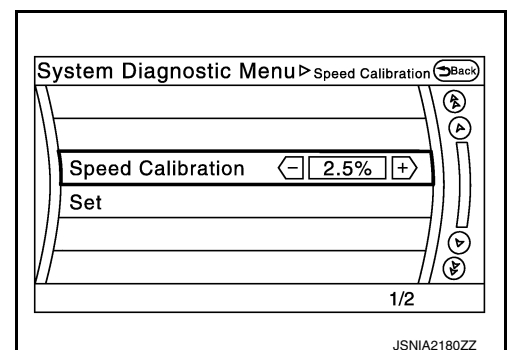 System Diagnostic Menu▷Speed Calibration Back
Speed Calibration - 2.5% +
Set
1/2
JSNIA2180ZZ